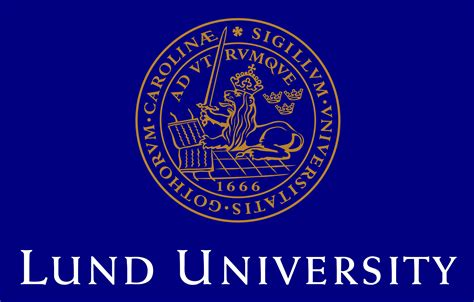 SIGILLVM·VNIVERSITATIS·GOTHORVM·CAROLINÆ
AD VTRVMQVE
1666
LUND UNIVERSITY